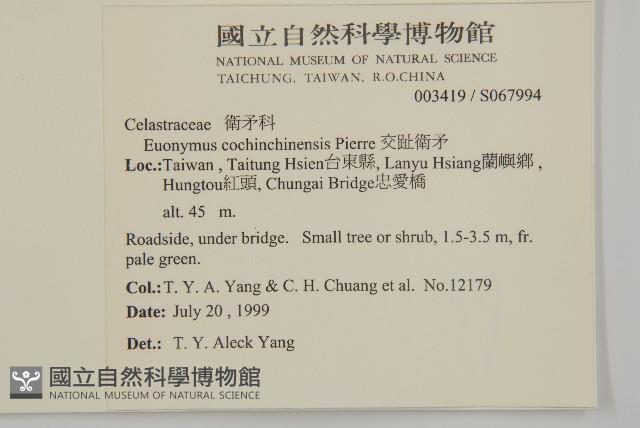 國立自然科學博物館
NATIONAL MUSEUM OF NATURAL SCIENCE
TAICHUNG, TAIWAN, R.O.CHINA
003419 / S067994
Celastraceae 衛矛科
Euonymus cochinchinensis Pierre 交趾衛矛
Loc.:Taiwan , Taitung Hsien台東縣, Lanyu Hsiang蘭嶼鄉 ,
Hungtou紅頭, Chungai Bridge忠愛橋
alt. 45 m.
Roadside, under bridge. Small tree or shrub, 1.5-3.5 m, fr.
pale green.
Col.: T. Y. A. Yang & C. H. Chuang et al. No.12179
Date: July 20 , 1999
Det.: T. Y. Aleck Yang
國立自然科學博物館
NATIONAL MUSEUM OF NATURAL SCIENCE